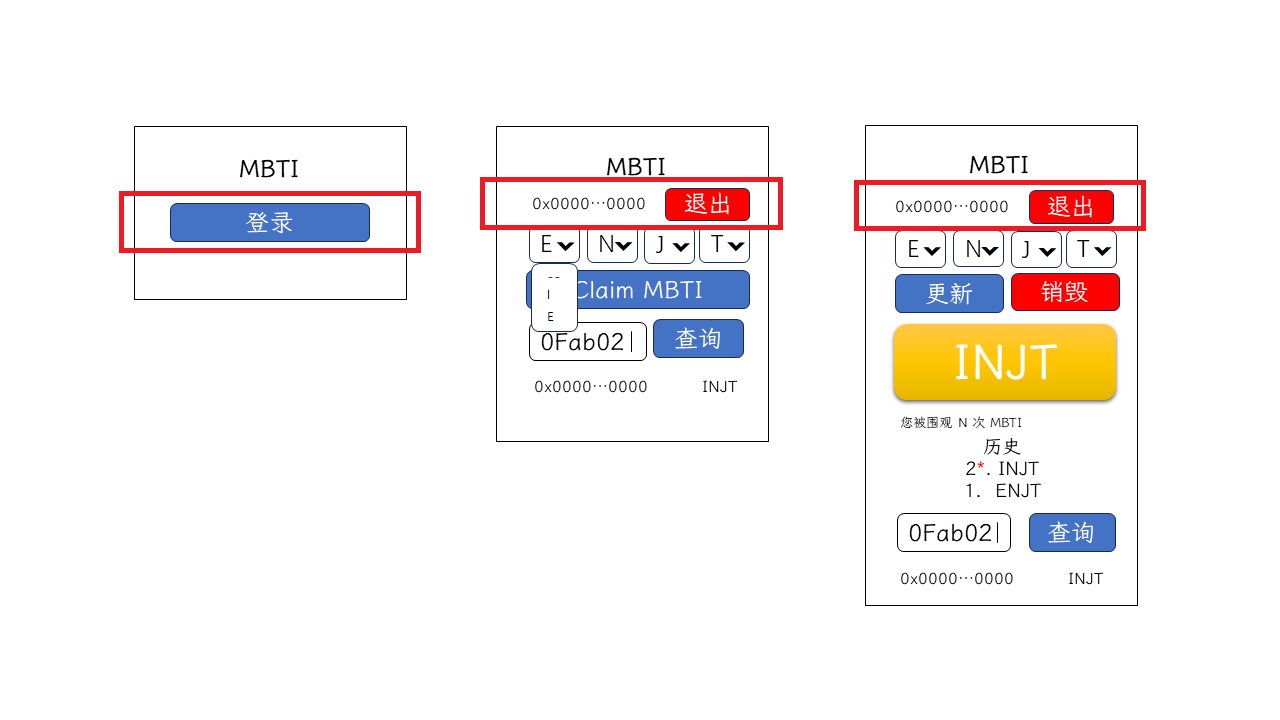 MBTI
登录
MBTI
0x0000…0000 退出
E N J T
--
I
E
Claim MBTI
0Fab02 查询
0x0000…0000 INJT
MBTI
0x0000…0000 退出
E N J T
更新 销毁
INJT
您被围观 N 次 MBTI
历史
2*. INJT
1. ENJT
0Fab02 查询
0x0000…0000 INJT